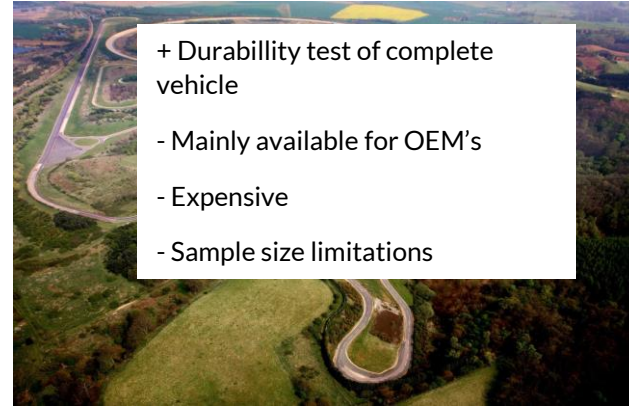 + Durabillity test of complete
vehicle
- Mainly available for OEM’s
- Expensive
- Sample size limitations